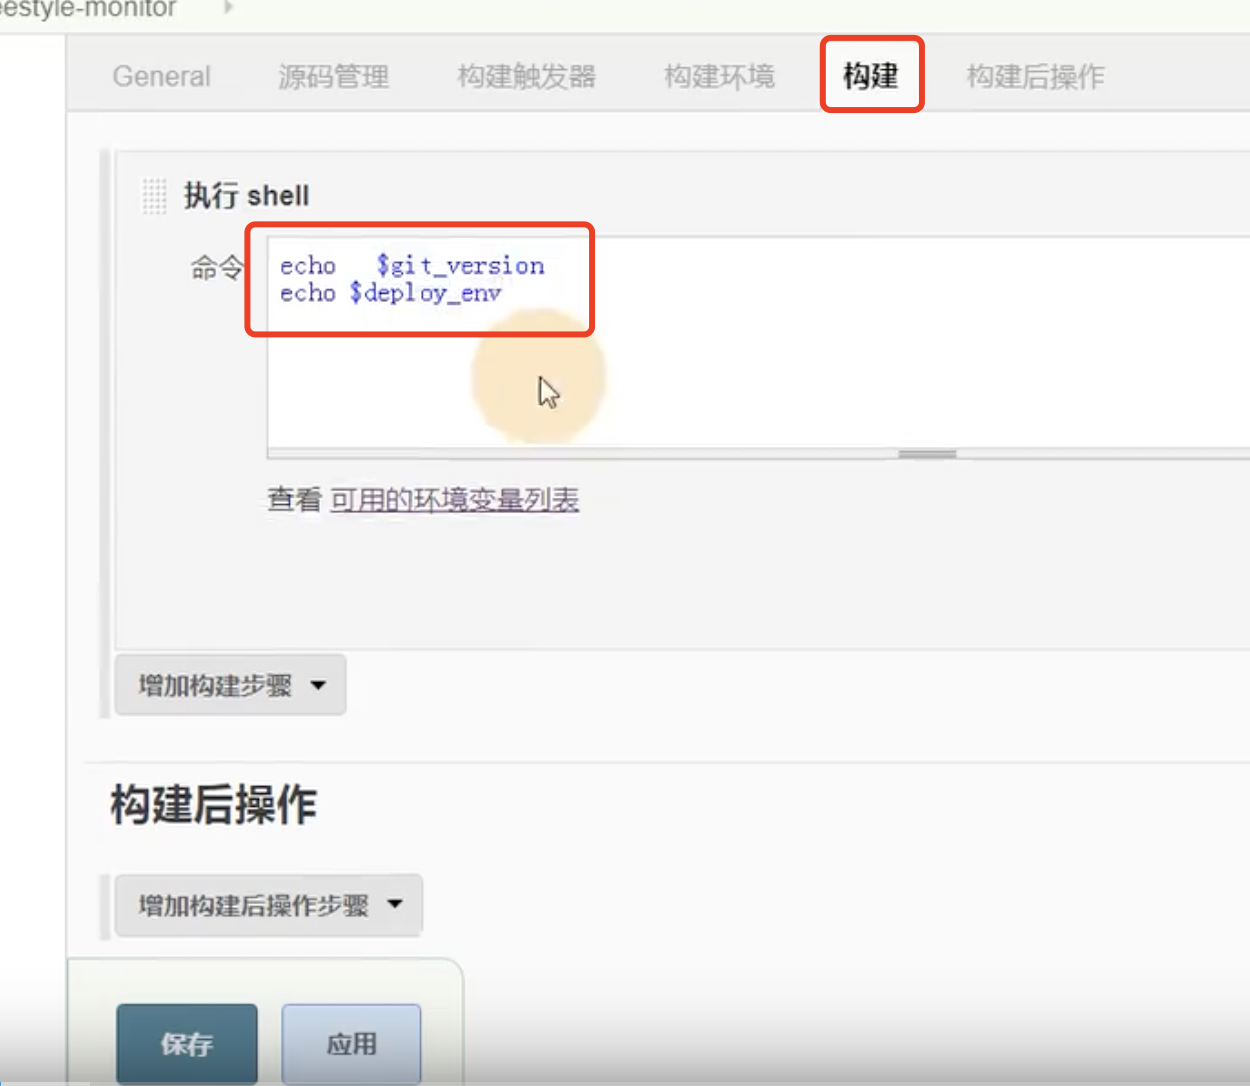 eestyle-monitor
General 源码管理 构建触发器 构建环境 构建 构建后操作
执行 shell
命令
echo   $git_version
echo $deploy_env
查看 可用的环境变量列表
增加构建步骤
构建后操作
增加构建后操作步骤
保存 应用